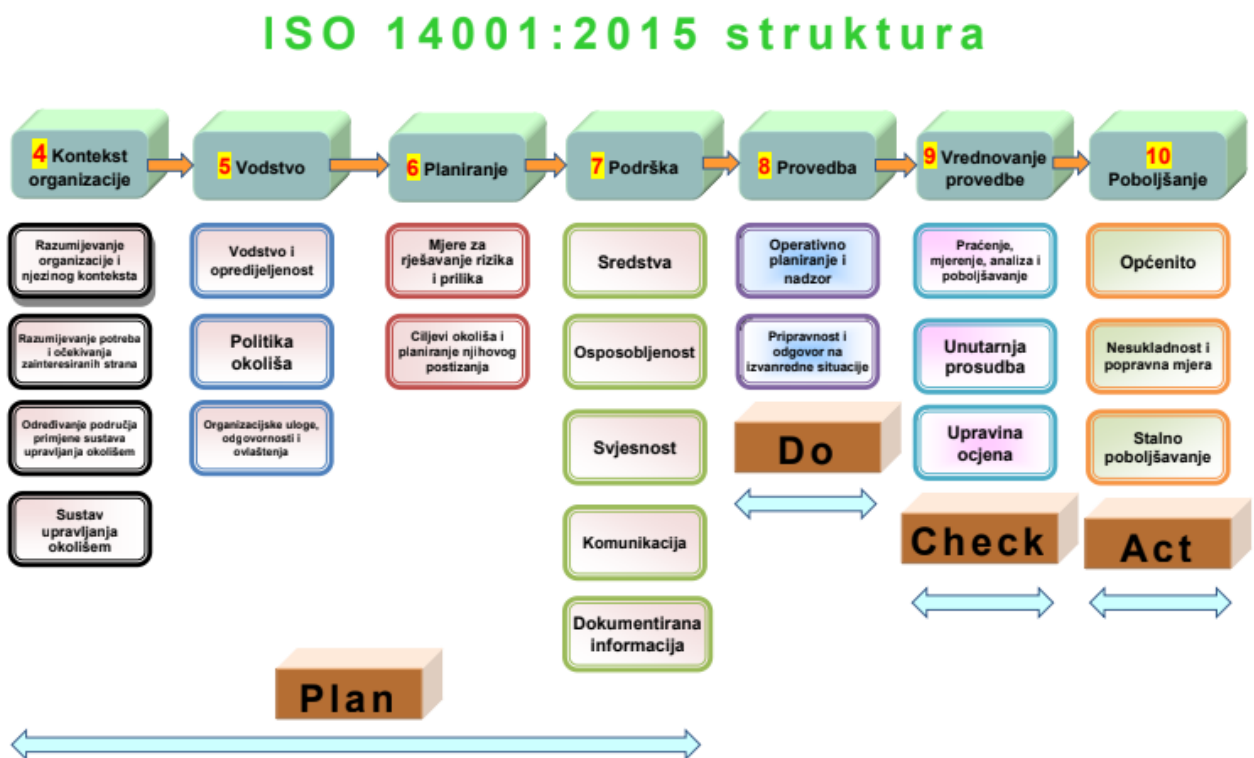 ISO 14001:2015 struktura
4 Kontekst
organizacije
5 Vodstvo
6 Planiranje
7 Podrška
8 Provedba
9 Vrednovanje
provedbe
10
Poboljšanje
Razumijevanje
organizacije i
njezinog konteksta
Razumijevanje potreba
i očekivanja
zainteresiranih strana
Određivanje područja
primjene sustava
upravljanja okolišem
Sustav
upravljanja
okolišem
Vodstvo i
opredijeljenost
Politika
okoliša
Organizacijske uloge,
odgovornosti i
ovlaštenja
Mjere za
rješavanje rizika
i prilika
Ciljevi okoliša i
planiranje njihovog
postizanja
Sredstva
Osposobljenost
Svjesnost
Komunikacija
Dokumentirana
informacija
Operativno
planiranje i
nadzor
Pripravnost i
odgovor na
izvanredne situacije
Praćenje,
mjerenje, analiza i
poboljšavanje
Unutarnja
prosudba
Upravina
ocjena
Općenito
Nesukladnost i
popravna mjera
Stalno
poboljšavanje
Plan
Do
Check
Act